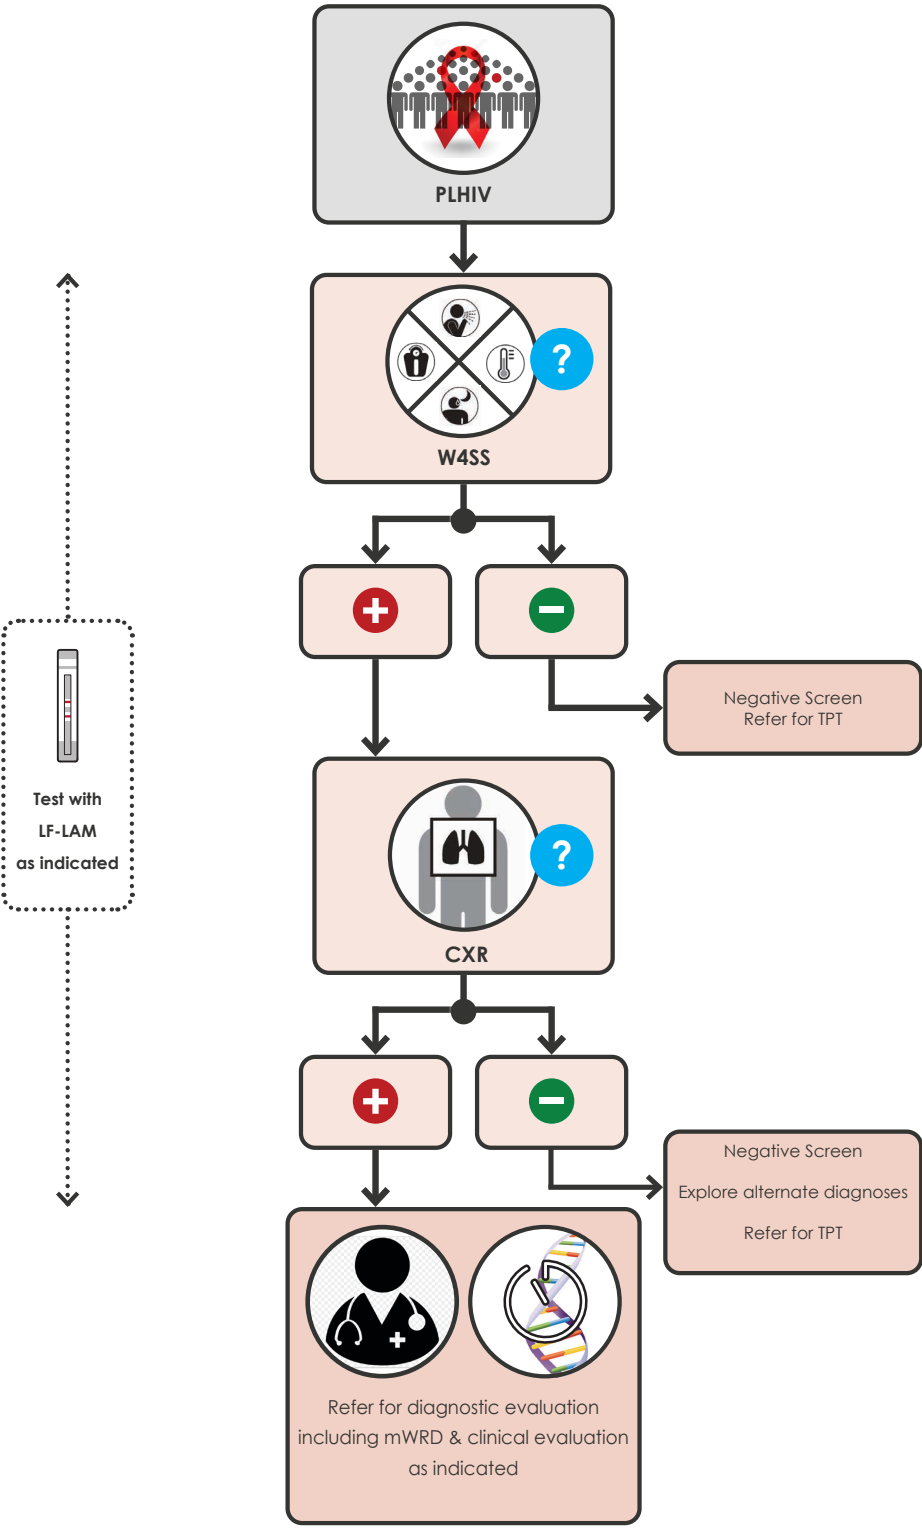 PLHIV
?
W4SS
Negative Screen
Refer for TPT
Test with
LF-LAM
as indicated
?
CXR
Negative Screen
Explore alternate diagnoses
Refer for TPT
Refer for diagnostic evaluation
including mWRD & clinical evaluation
as indicated